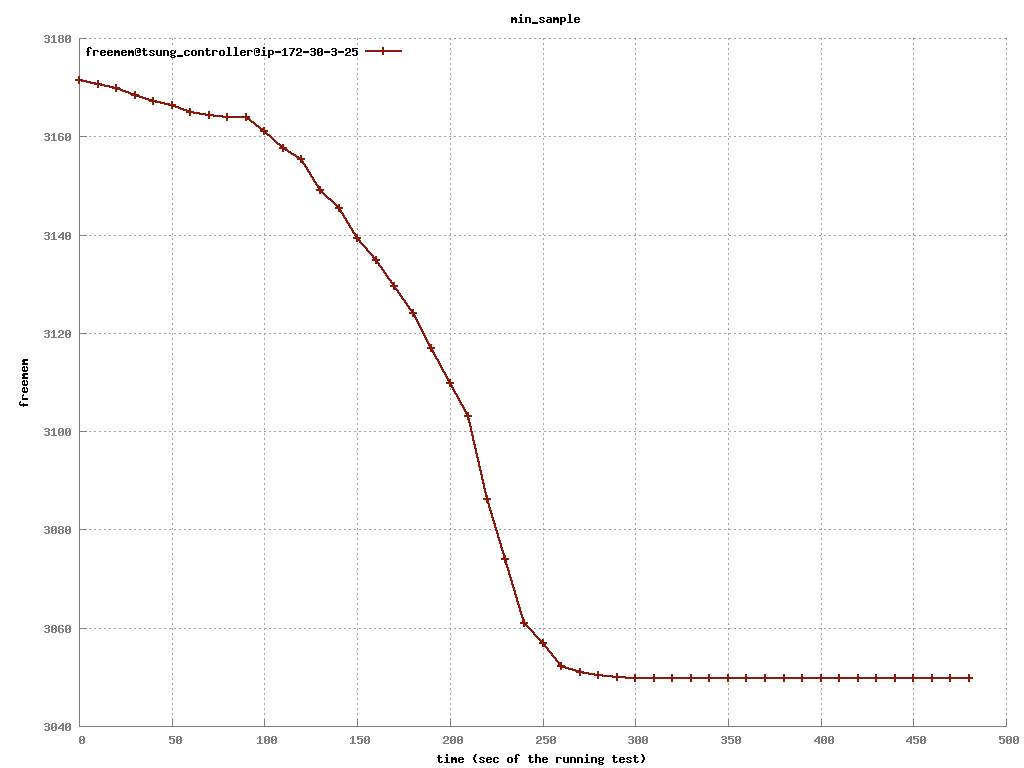 min_sample
3180
freemem@tsung_controller@ip-172-30-3-25
3160
3140
3120
freemem
3100
3080
3060
3040
0 50 100 150 200 250 300 350 400 450 500
time (sec of the running test)